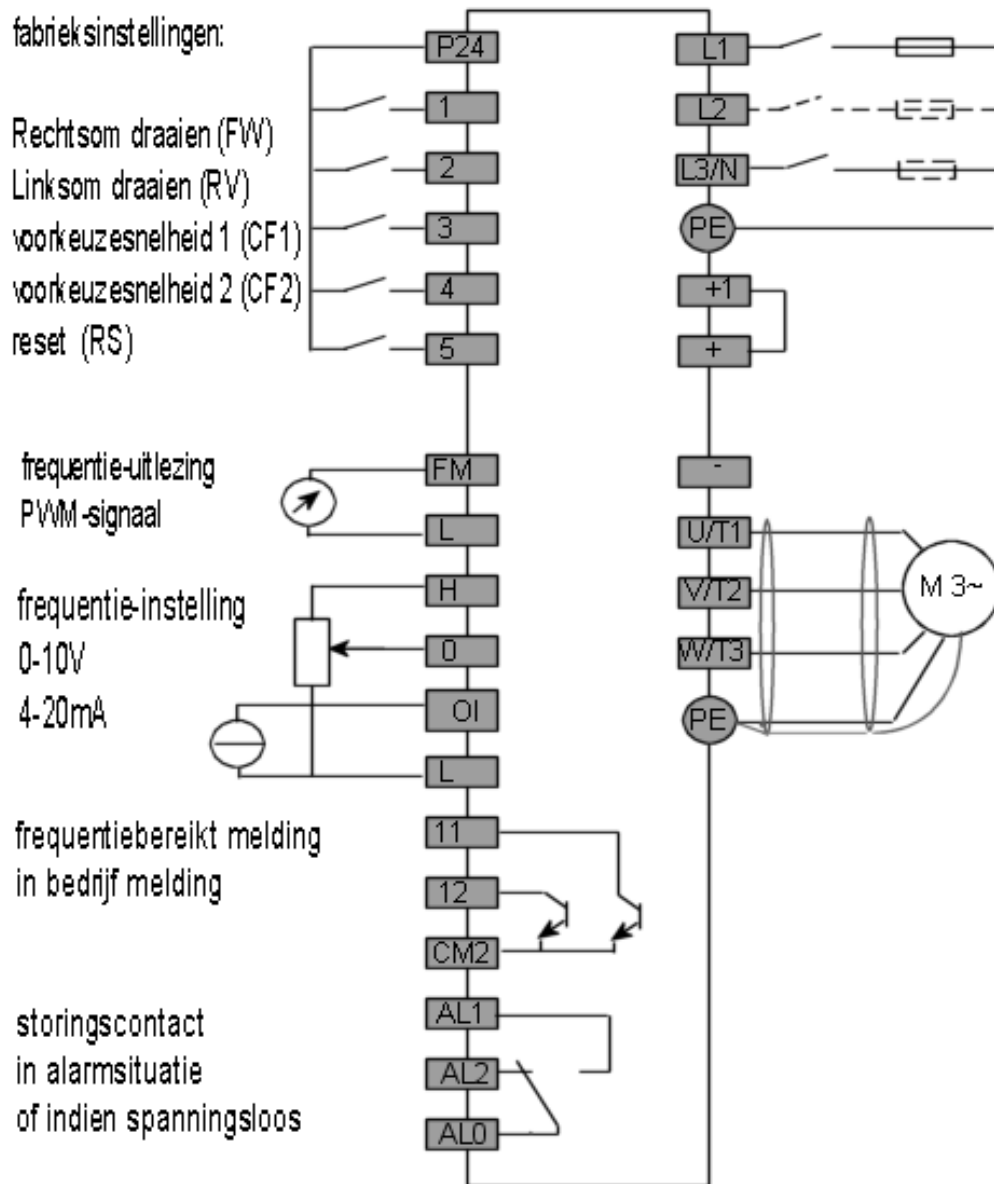 fabrieksinstellingen:
Rechtsom draaien (FW)
Linksom draaien (RV)
voorkeuzesnelheid 1 (CF1)
voorkeuzesnelheid 2 (CF2)
reset (RS)
frequentie-uitlezing
PWM-signaal
frequentie-instelling
0-10V
4-20mA
frequentiebereikt melding
in bedrijf melding
storingscontact
in alarmsituatie
of indien spanningsloos
P24
1
2
3
4
5
FM
L
H
0
OI
L
11
12
CM2
AL1
AL2
AL0
L1
L2
L3/N
PE
+1
+
-
U/T1
V/T2
W/T3
PE
M 3~